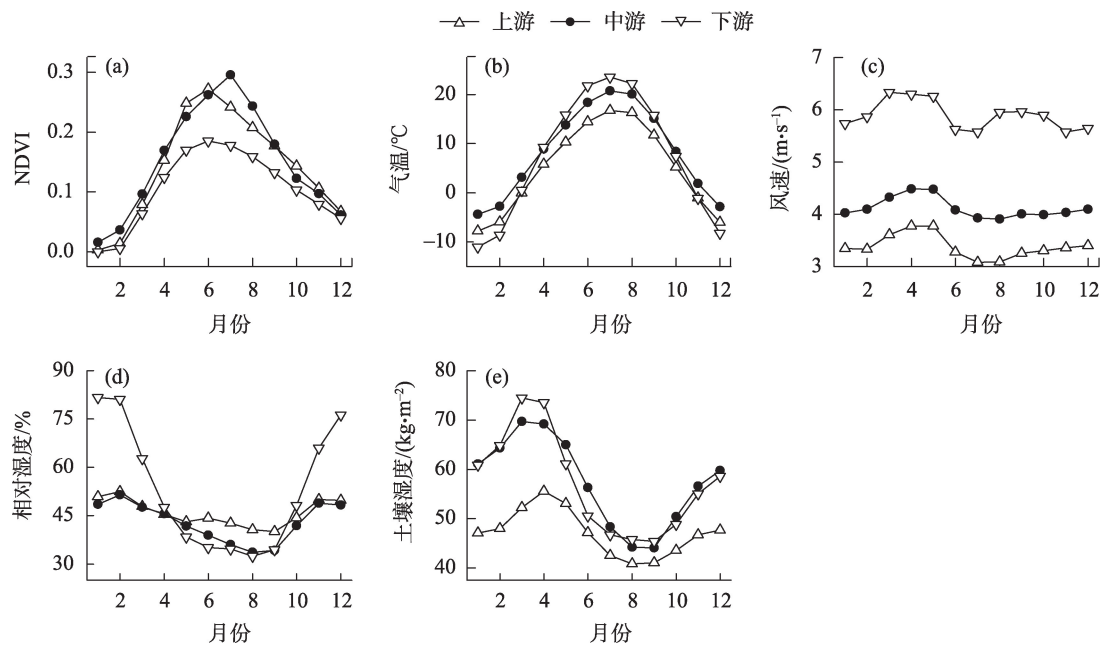 上游 中游 下游
(a)
NDVI
0.3
0.2
0.1
0.0
2 4 6 8 10 12
月份
(b)
气温/℃
20
10
0
−10
2 4 6 8 10 12
月份
(c)
风速/(m•s⁻¹)
7
6
5
4
3
2 4 6 8 10 12
月份
(d)
相对湿度/%
90
75
60
45
30
2 4 6 8 10 12
月份
(e)
土壤湿度/(kg•m⁻²)
80
70
60
50
40
2 4 6 8 10 12
月份